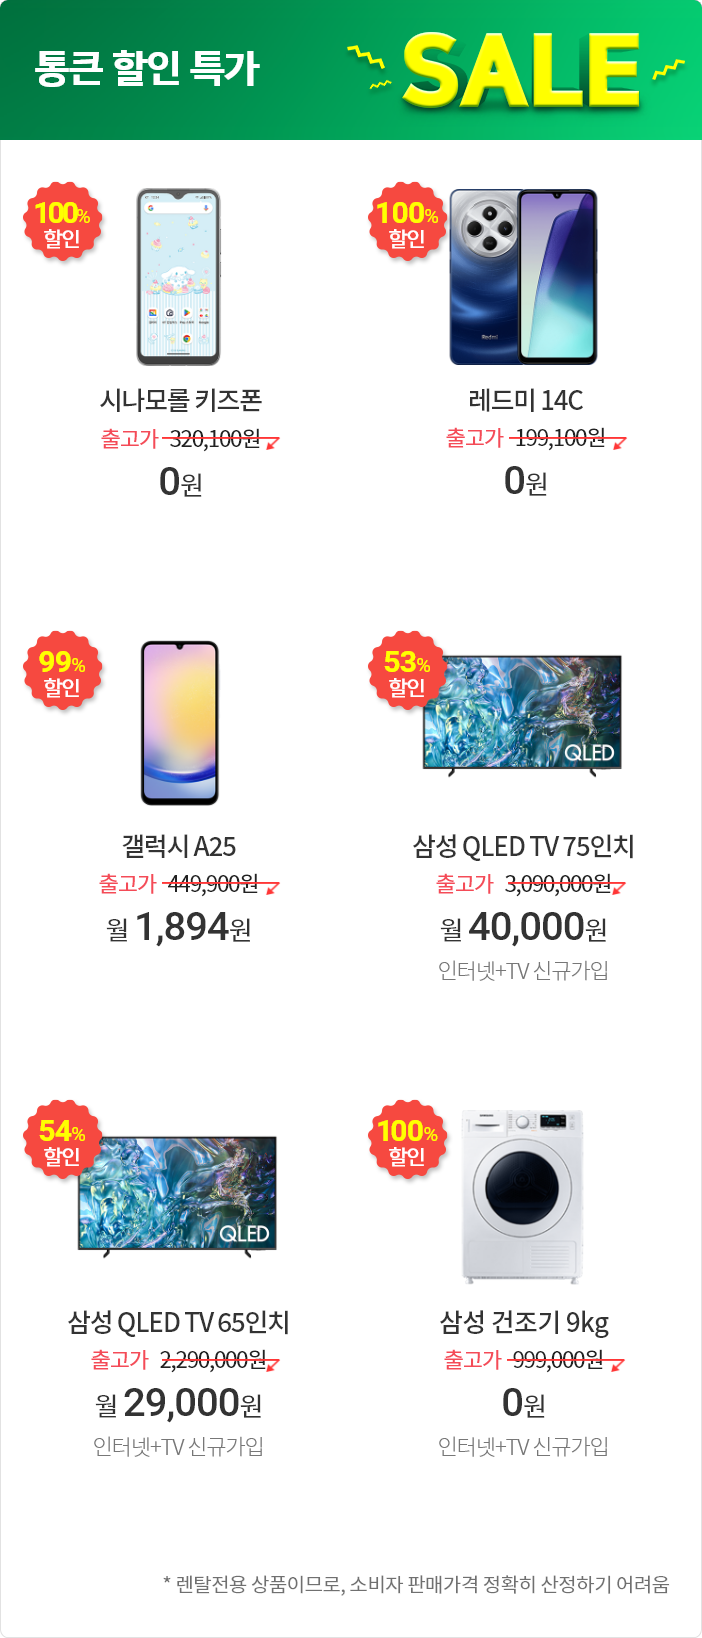 통큰 할인 특가
SALE
100%
할인
시나모롤 키즈폰
출고가 320,100원
0원
100%
할인
Redmi
레드미 14C
출고가 199,100원
0원
99%
할인
갤럭시 A25
출고가 449,900원
월 1,894원
53%
할인
QLED
삼성 QLED TV 75인치
출고가 3,090,000원
월 40,000원
인터넷+TV 신규가입
54%
할인
QLED
삼성 QLED TV 65인치
출고가 2,290,000원
월 29,000원
인터넷+TV 신규가입
100%
할인
SAMSUNG
삼성 건조기 9kg
출고가 999,000원
0원
인터넷+TV 신규가입
* 렌탈전용 상품이므로, 소비자 판매가격 정확히 산정하기 어려움